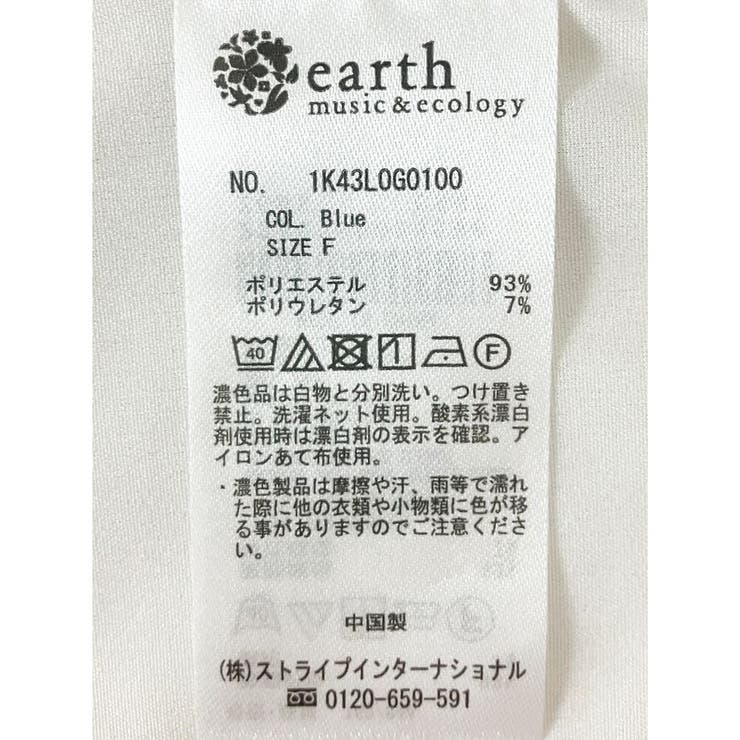 earth
music&ecology
NO. 1K43L0G0100
COL. Blue
SIZE F
ポリエステル 93%
ポリウレタン 7%
40 F
濃色品は白物と分別洗い。つけ置き
禁止。洗濯ネット使用。酸素系漂白
剤使用時は漂白剤の表示を確認。ア
イロンあて布使用。
・濃色製品は摩擦や汗、雨等で濡れ
た際に他の衣類や小物類に色が移
る事がありますのでご注意くださ
い。
中国製
(株)ストライプインターナショナル
0120-659-591